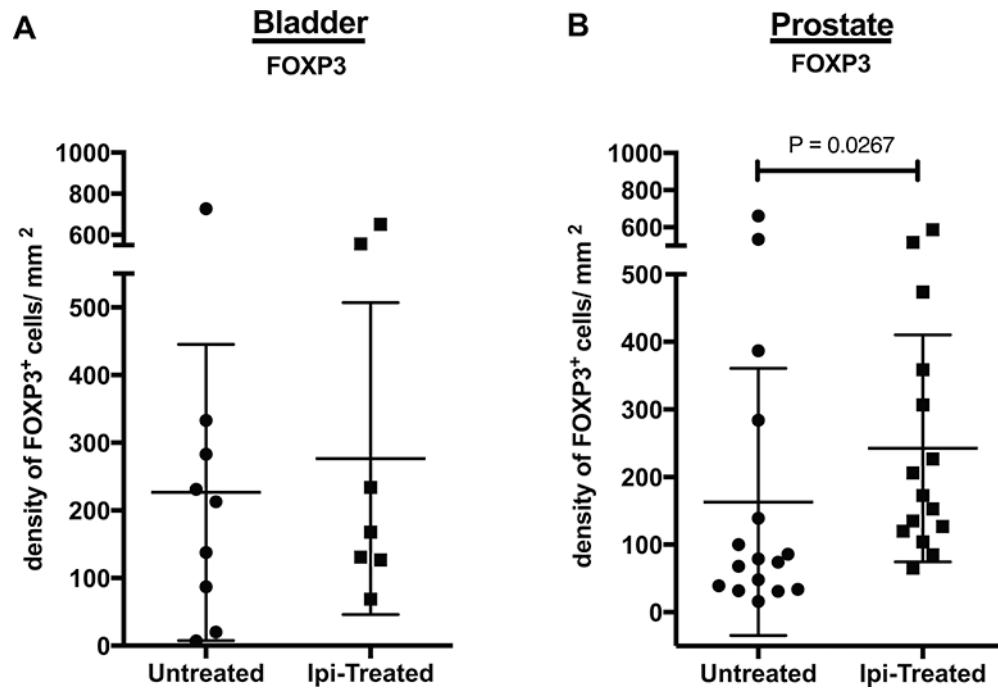 A
Bladder
FOXP3
1000
800
600
500
400
300
200
100
0
density of FOXP3+ cells/ mm 2
Untreated
Ipi-Treated
B
Prostate
FOXP3
P = 0.0267
1000
800
600
500
400
300
200
100
0
density of FOXP3+ cells/ mm 2
Untreated
Ipi-Treated